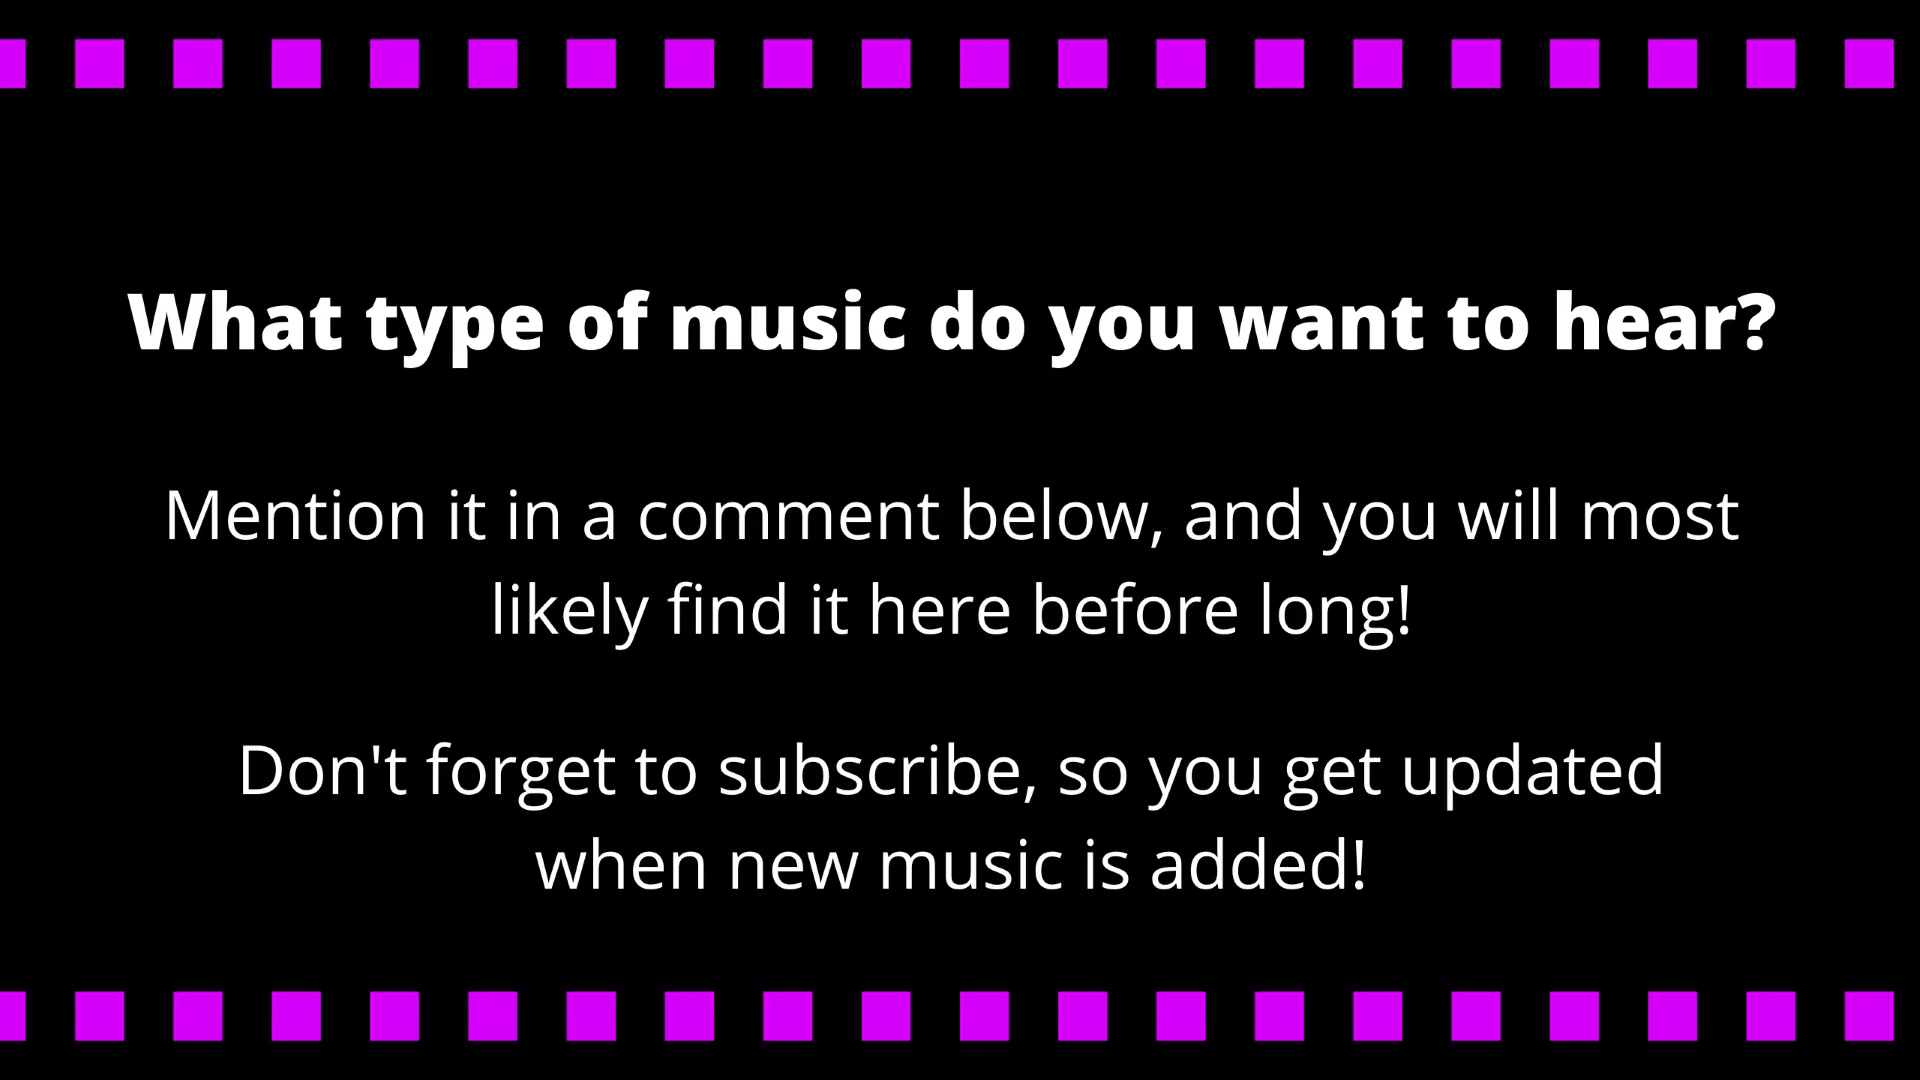 What type of music do you want to hear?
Mention it in a comment below, and you will most
likely find it here before long!
Don't forget to subscribe, so you get updated
when new music is added!